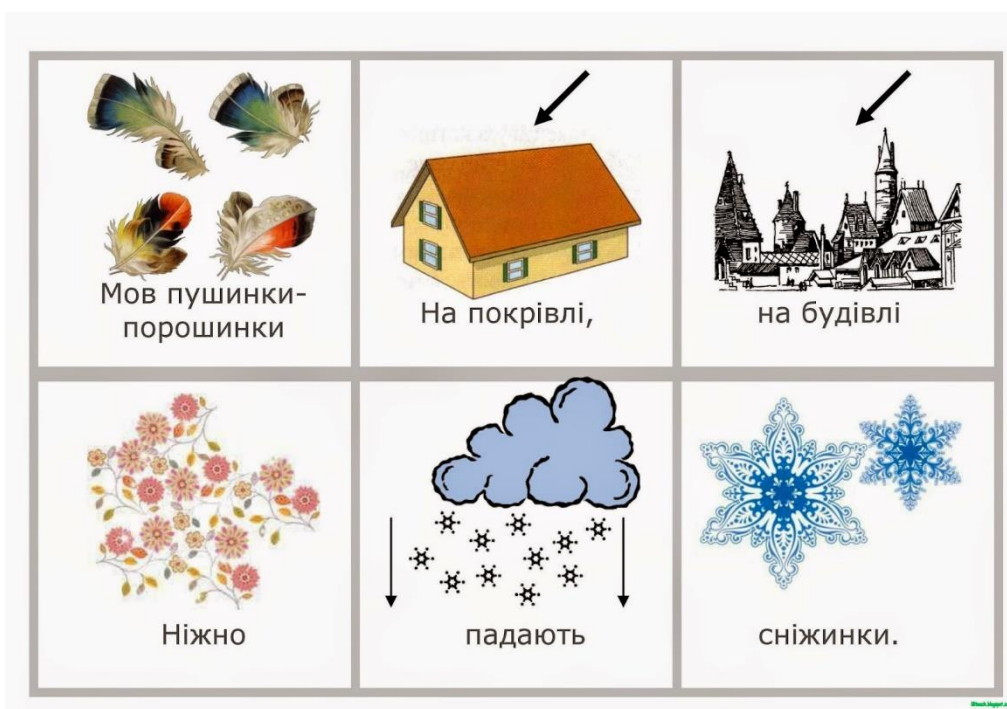 Мов пушинки-
порошинки
На покрівлі,
на будівлі
Ніжно
падають
сніжинки.